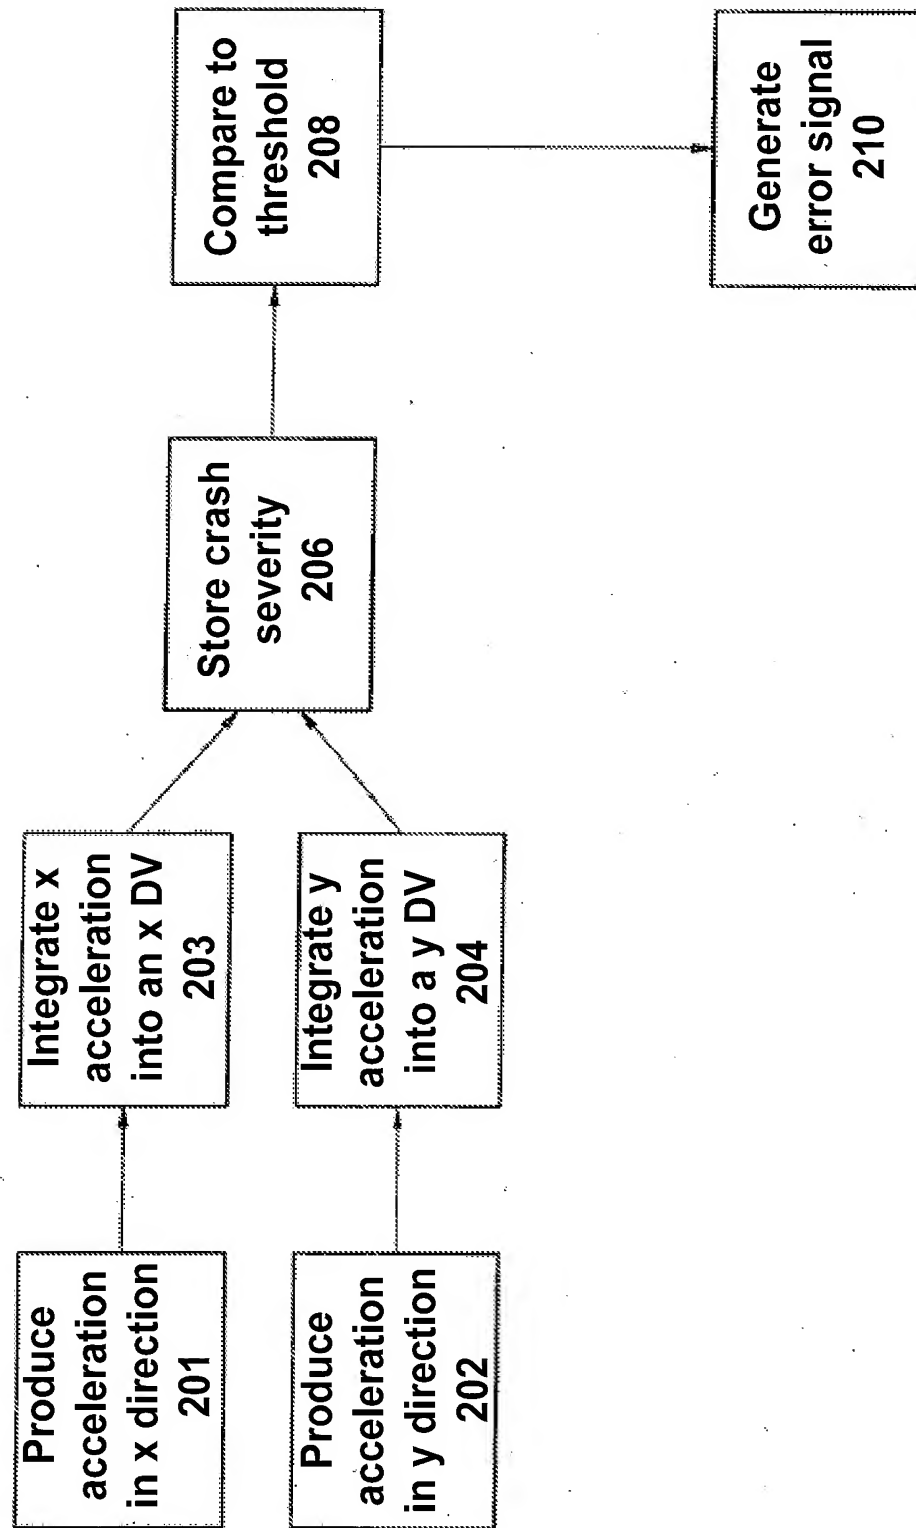 Produce
acceleration
in x direction
201
Integrate x
acceleration
into an x DV
203
Produce
acceleration
in y direction
202
Integrate y
acceleration
into a y DV
204
Store crash
severity
206
Compare to
threshold
208
Generate
error signal
210